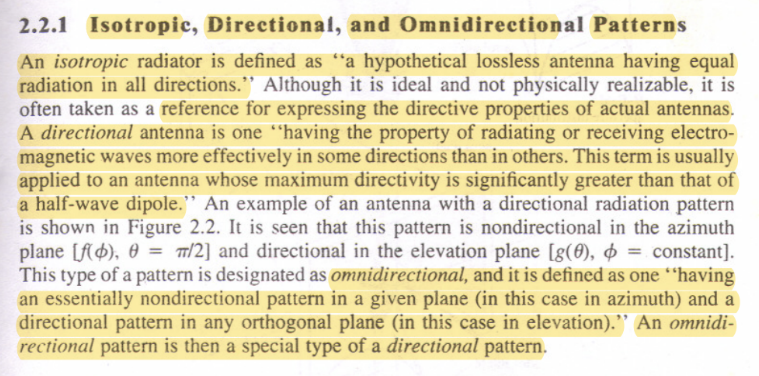 2.2.1 Isotropic, Directional, and Omnidirectional Patterns
An isotropic radiator is defined as ‘‘a hypothetical lossless antenna having equal
radiation in all directions.’’ Although it is ideal and not physically realizable, it is
often taken as a reference for expressing the directive properties of actual antennas.
A directional antenna is one ‘‘having the property of radiating or receiving electro-
magnetic waves more effectively in some directions than in others. This term is usually
applied to an antenna whose maximum directivity is significantly greater than that of
a half-wave dipole.’’ An example of an antenna with a directional radiation pattern
is shown in Figure 2.2. It is seen that this pattern is nondirectional in the azimuth
plane [f(ϕ), θ = π/2] and directional in the elevation plane [g(θ), ϕ = constant].
This type of a pattern is designated as omnidirectional, and it is defined as one ‘‘having
an essentially nondirectional pattern in a given plane (in this case in azimuth) and a
directional pattern in any orthogonal plane (in this case in elevation).’’ An omnidi-
rectional pattern is then a special type of a directional pattern.